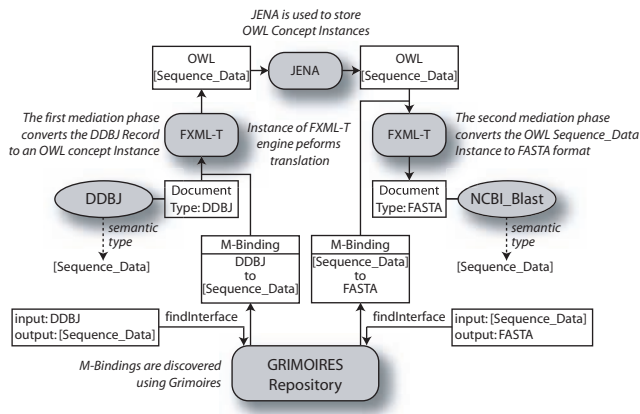 JENA is used to store
OWL Concept Instances
OWL
[Sequence_Data]
JENA
OWL
[Sequence_Data]
The first mediation phase
converts the DDBJ Record
to an OWL concept Instance
FXML-T
Instance of FXML-T
engine peforms
translation
FXML-T
The second mediation phase
converts the OWL Sequence_Data
Instance to FASTA format
DDBJ
Document
Type: DDBJ
Document
Type: FASTA
NCBI_Blast
semantic
type
[Sequence_Data]
M-Binding
DDBJ
to
[Sequence_Data]
M-Binding
[Sequence_Data]
to
FASTA
semantic
type
[Sequence_Data]
input: DDBJ
output: [Sequence_Data]
findInterface
findInterface
input: [Sequence_Data]
output: FASTA
M-Bindings are discovered
using Grimoires
GRIMOIRES
Repository